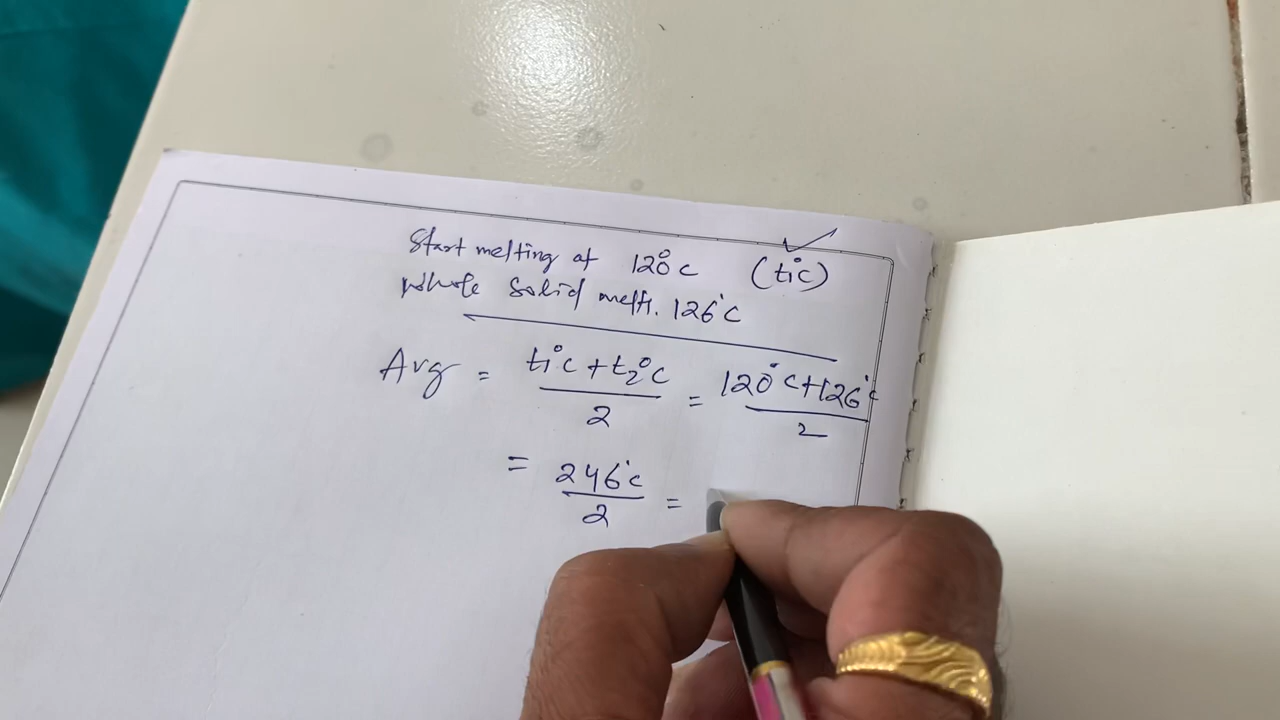 Start melting at 120°c (t1°c)
Whole Solid melts. 126°c
Avg = t1°c + t2°c / 2 = 120°c + 126°c / 2
= 246°c / 2 =